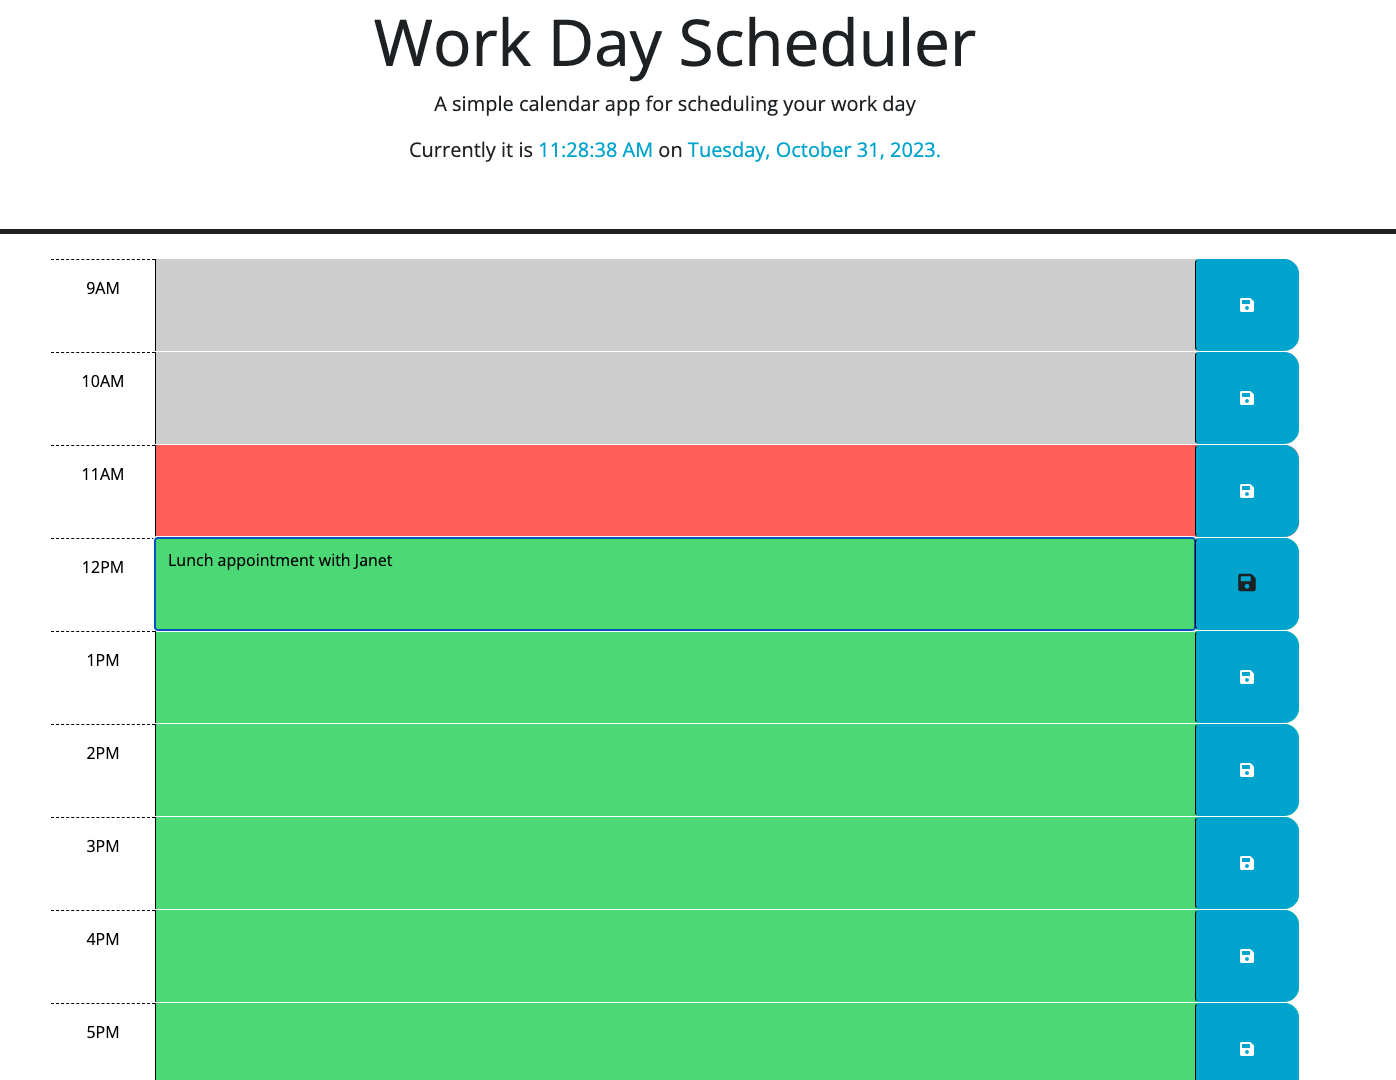 Work Day Scheduler
A simple calendar app for scheduling your work day
Currently it is 11:28:38 AM on Tuesday, October 31, 2023.
9AM
10AM
11AM
12PM
Lunch appointment with Janet
1PM
2PM
3PM
4PM
5PM